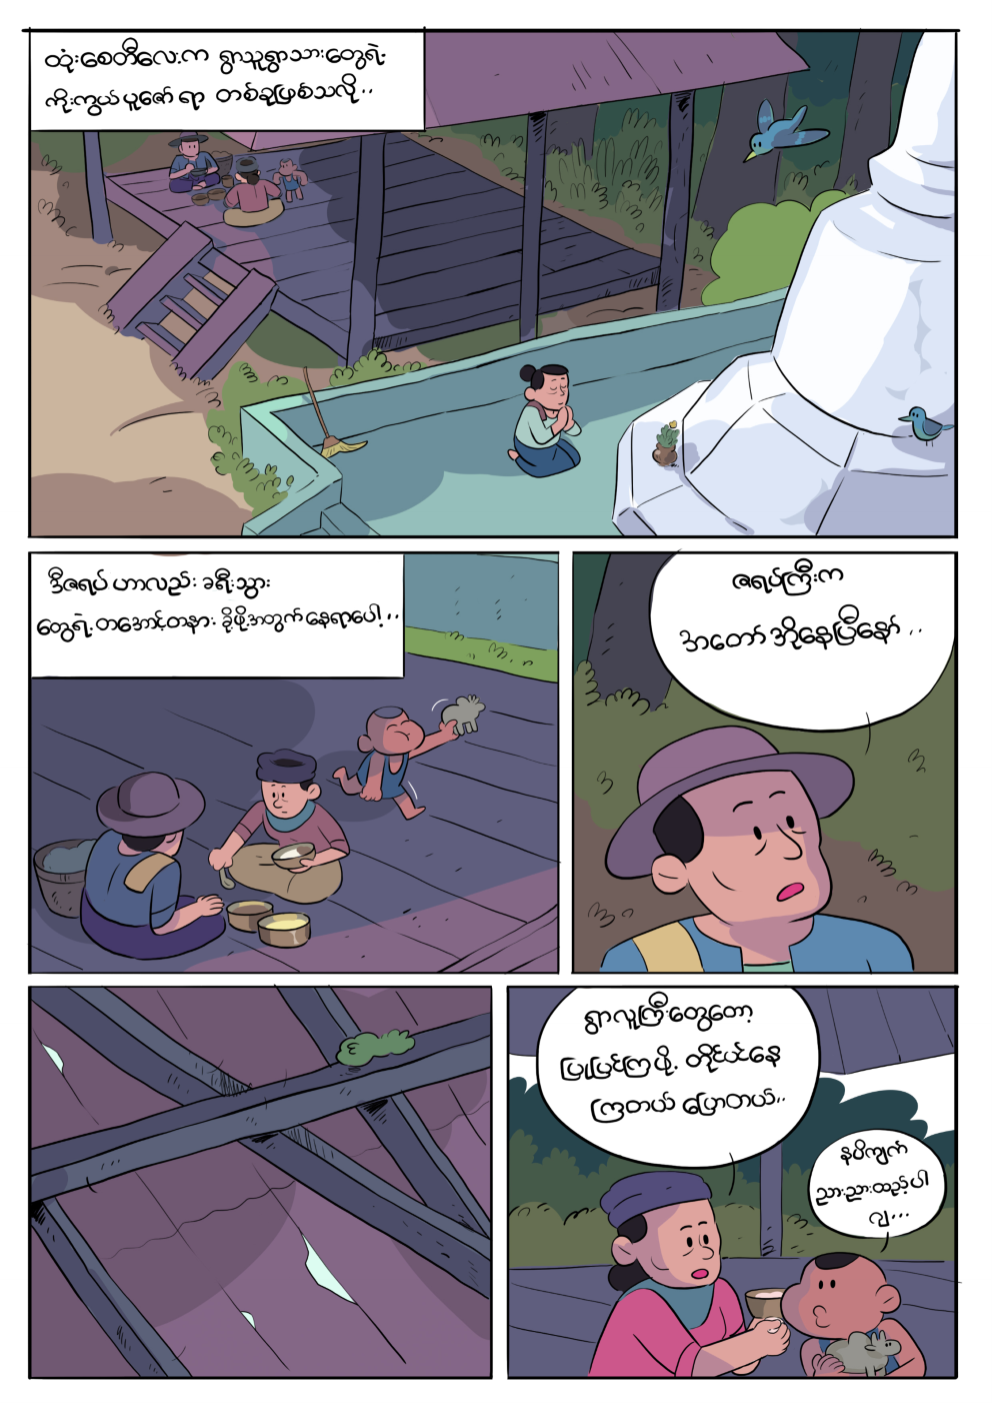 ထုံးစေတီလေးက ရွာသူရွာသားတွေရဲ့
ကိုးကွယ်ပူဇော် ရာ တစ်ခုဖြစ်သလို..
ဒီဇရပ် ဟာလည်း ခရီးသွား
တွေရဲ့ တအောင့်တနား ခိုဖို့အတွက်နေရာပေါ့..
ဇရပ်ကြီးက
အတော် အိုနေပြီနော် ..
ရွာလူကြီးတွေတော့
ပြုပြင်ကြဖို့ တိုင်ပင်နေ
ကြတယ် ပြောတယ်..
နံပါကျက်
ညားညားထည့်ပါ
ဂျ...